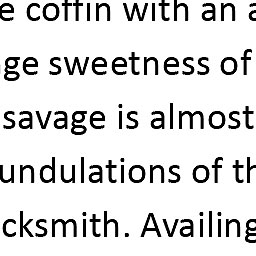 e coffin with an a
ge sweetness of
savage is almost
undulations of th
cksmith. Availing